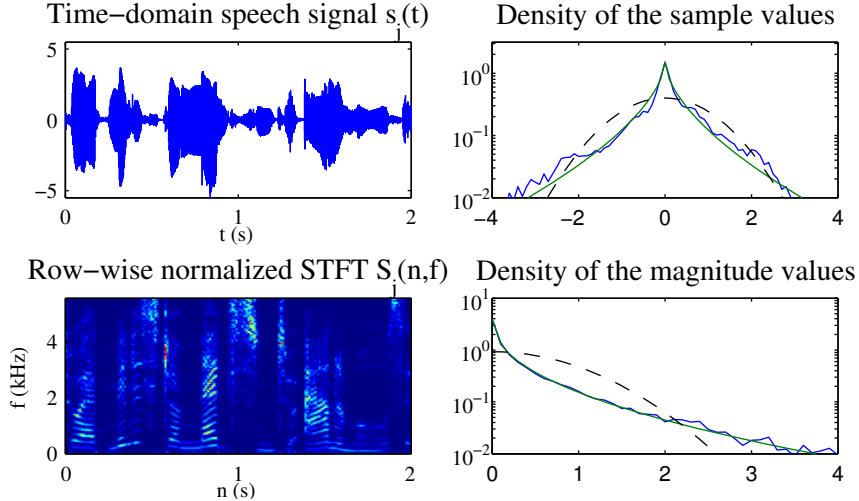 Time−domain speech signal s_j(t)
5
0
−5
0 1 2
t (s)
Density of the sample values
10^0
10^−1
10^−2
−4 −2 0 2 4
Row−wise normalized STFT S_j(n,f)
f (kHz)
4
2
0
0 1 2
n (s)
Density of the magnitude values
10^1
10^0
10^−1
10^−2
0 1 2 3 4